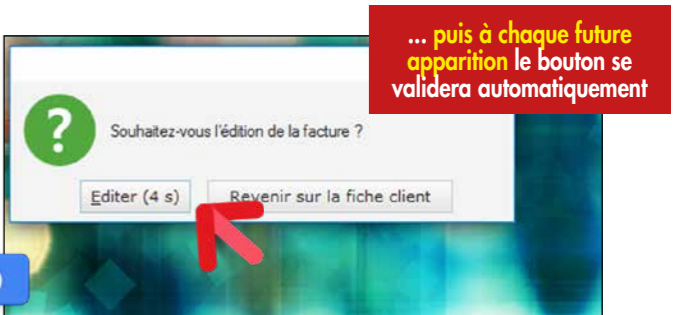 ... puis à chaque future
apparition le bouton se
validera automatiquement
?
Souhaitez-vous l'édition de la facture ?
Editer (4 s) Revenir sur la fiche client